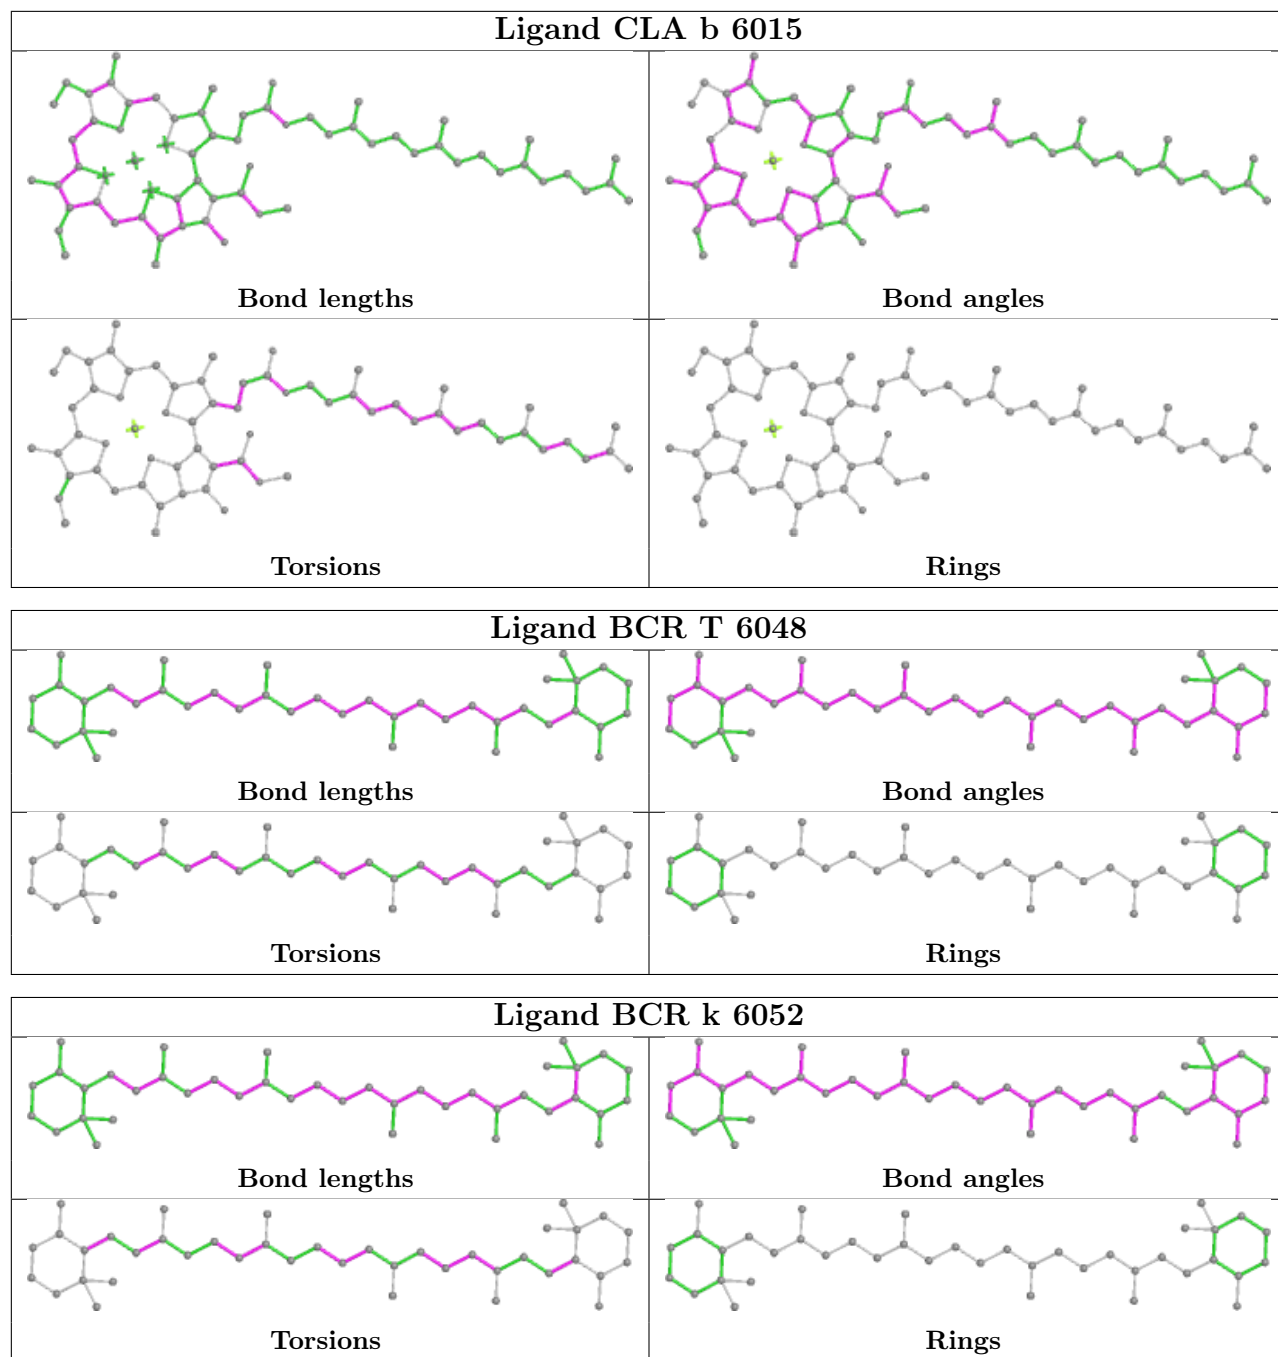 Ligand CLA b 6015
Bond lengths
Bond angles
Torsions
Rings
Ligand BCR T 6048
Bond lengths
Bond angles
Torsions
Rings
Ligand BCR k 6052
Bond lengths
Bond angles
Torsions
Rings